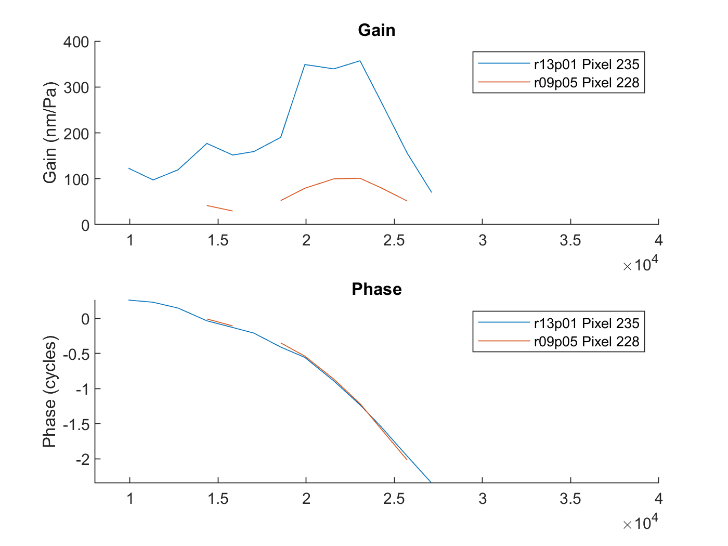 Gain
400
300
200
100
0
Gain (nm/Pa)
r13p01 Pixel 235
r09p05 Pixel 228
1 1.5 2 2.5 3 3.5 4
×10^4
Phase
0
-0.5
-1
-1.5
-2
Phase (cycles)
r13p01 Pixel 235
r09p05 Pixel 228
1 1.5 2 2.5 3 3.5 4
×10^4